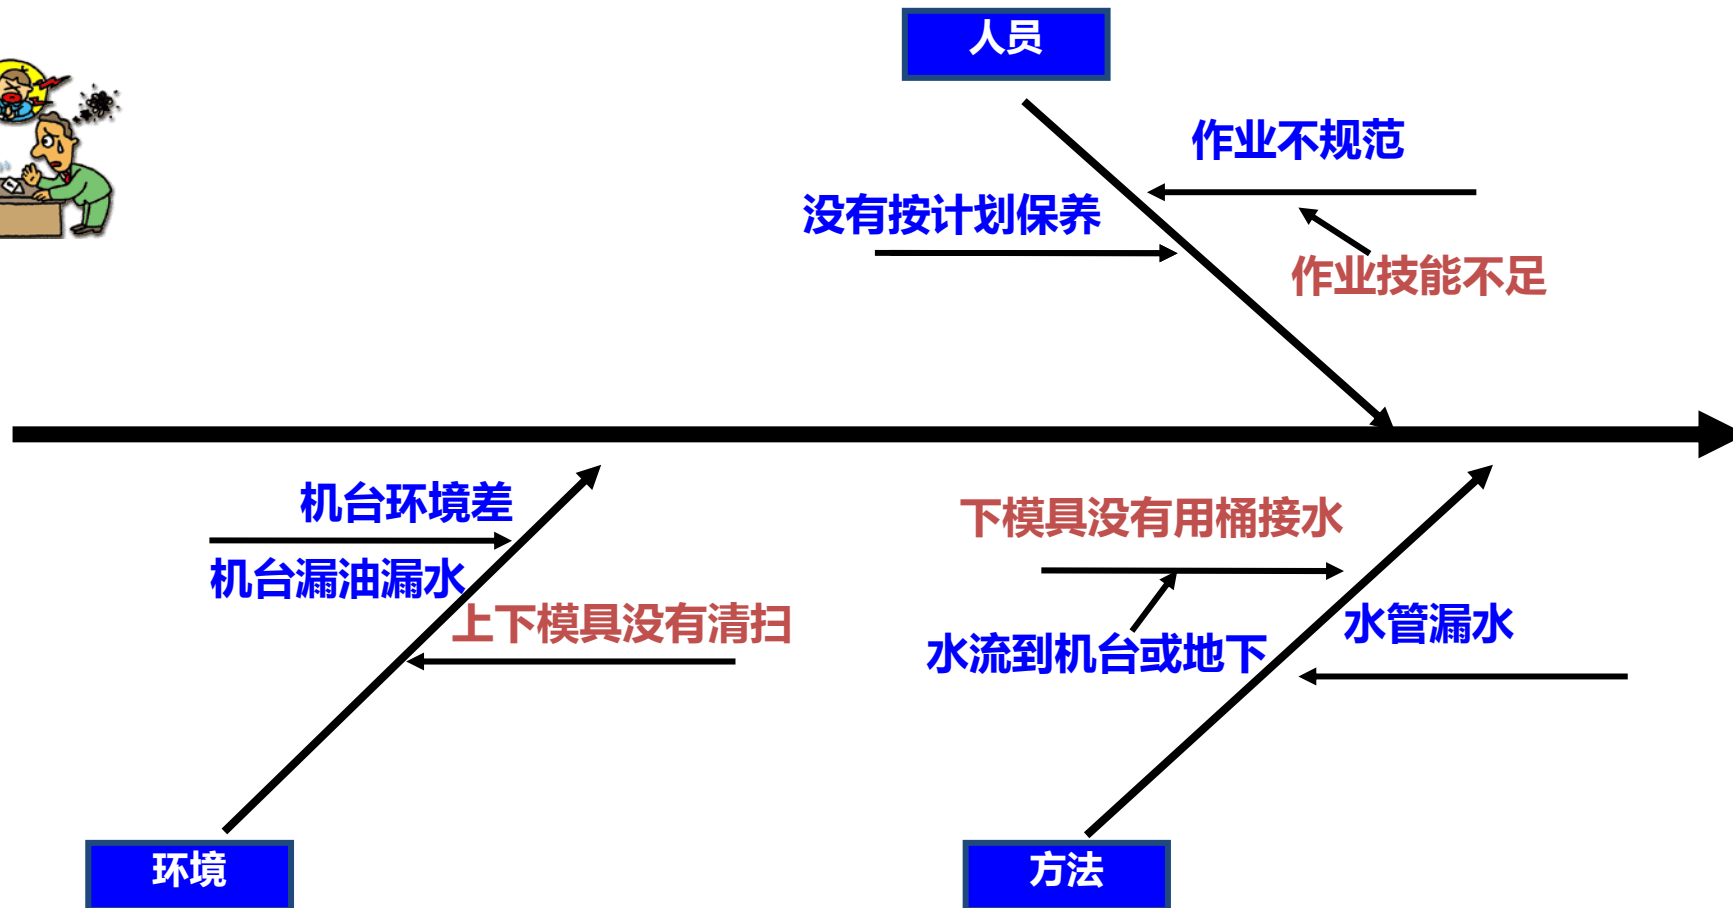 人员
作业不规范
没有按计划保养
作业技能不足
机台环境差
下模具没有用桶接水
机台漏油漏水
上下模具没有清扫
水管漏水
水流到机台或地下
环境
方法